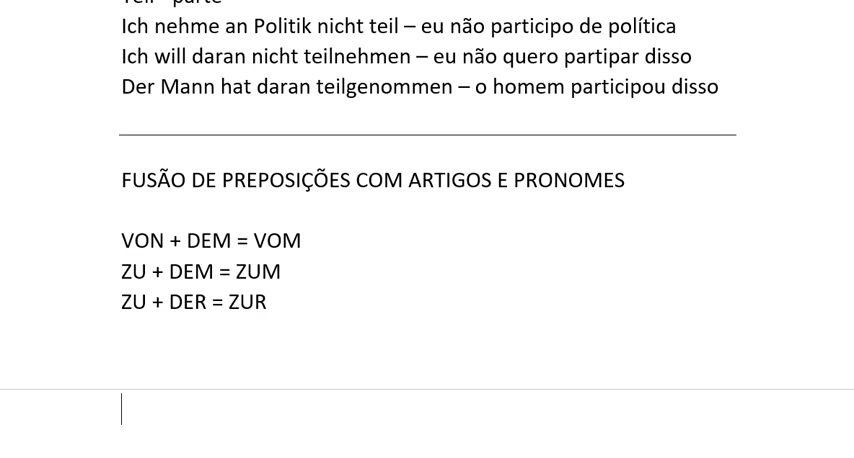 Teil - parte
Ich nehme an Politik nicht teil – eu não participo de política
Ich will daran nicht teilnehmen – eu não quero partipar disso
Der Mann hat daran teilgenommen – o homem participou disso
FUSÃO DE PREPOSIÇÕES COM ARTIGOS E PRONOMES
VON + DEM = VOM
ZU + DEM = ZUM
ZU + DER = ZUR